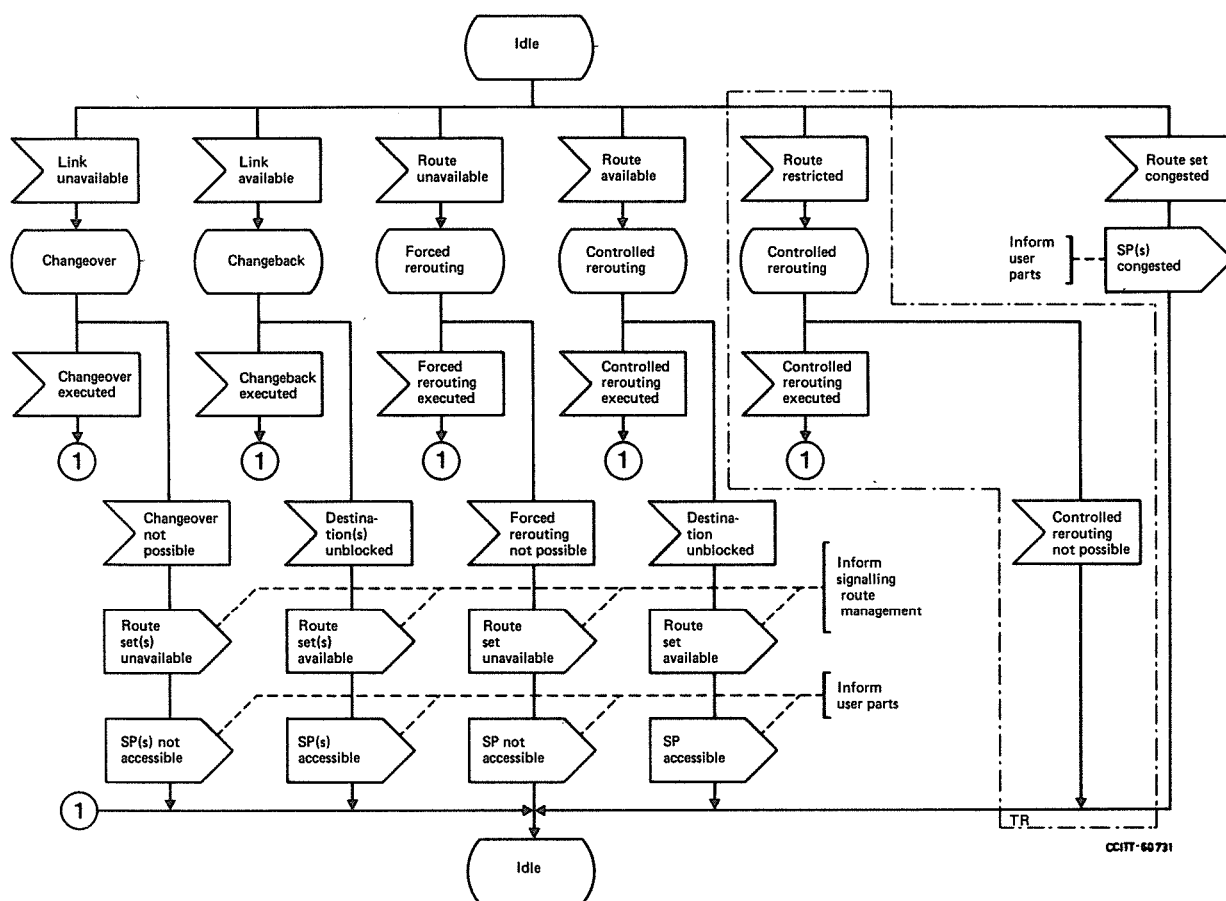 Idle
Link
unavailable
Link
available
Route
unavailable
Route
available
Route
restricted
Route set
congested
Changeover
Changeback
Forced
rerouting
Controlled
rerouting
Controlled
rerouting
Inform
user
parts
SP(s)
congested
Changeover
executed
Changeback
executed
Forced
rerouting
executed
Controlled
rerouting
executed
Controlled
rerouting
executed
1
1
1
1
1
Changeover
not
possible
Destina-
tion(s)
unblocked
Forced
rerouting
not possible
Destina-
tion
unblocked
Controlled
rerouting
not possible
Inform
signalling
route
management
Route
set(s)
unavailable
Route
set(s)
available
Route
set
unavailable
Route
set
available
Inform
user parts
SP(s) not
accessible
SP(s)
accessible
SP not
accessible
SP
accessible
1
TR
Idle
CCITT-60731